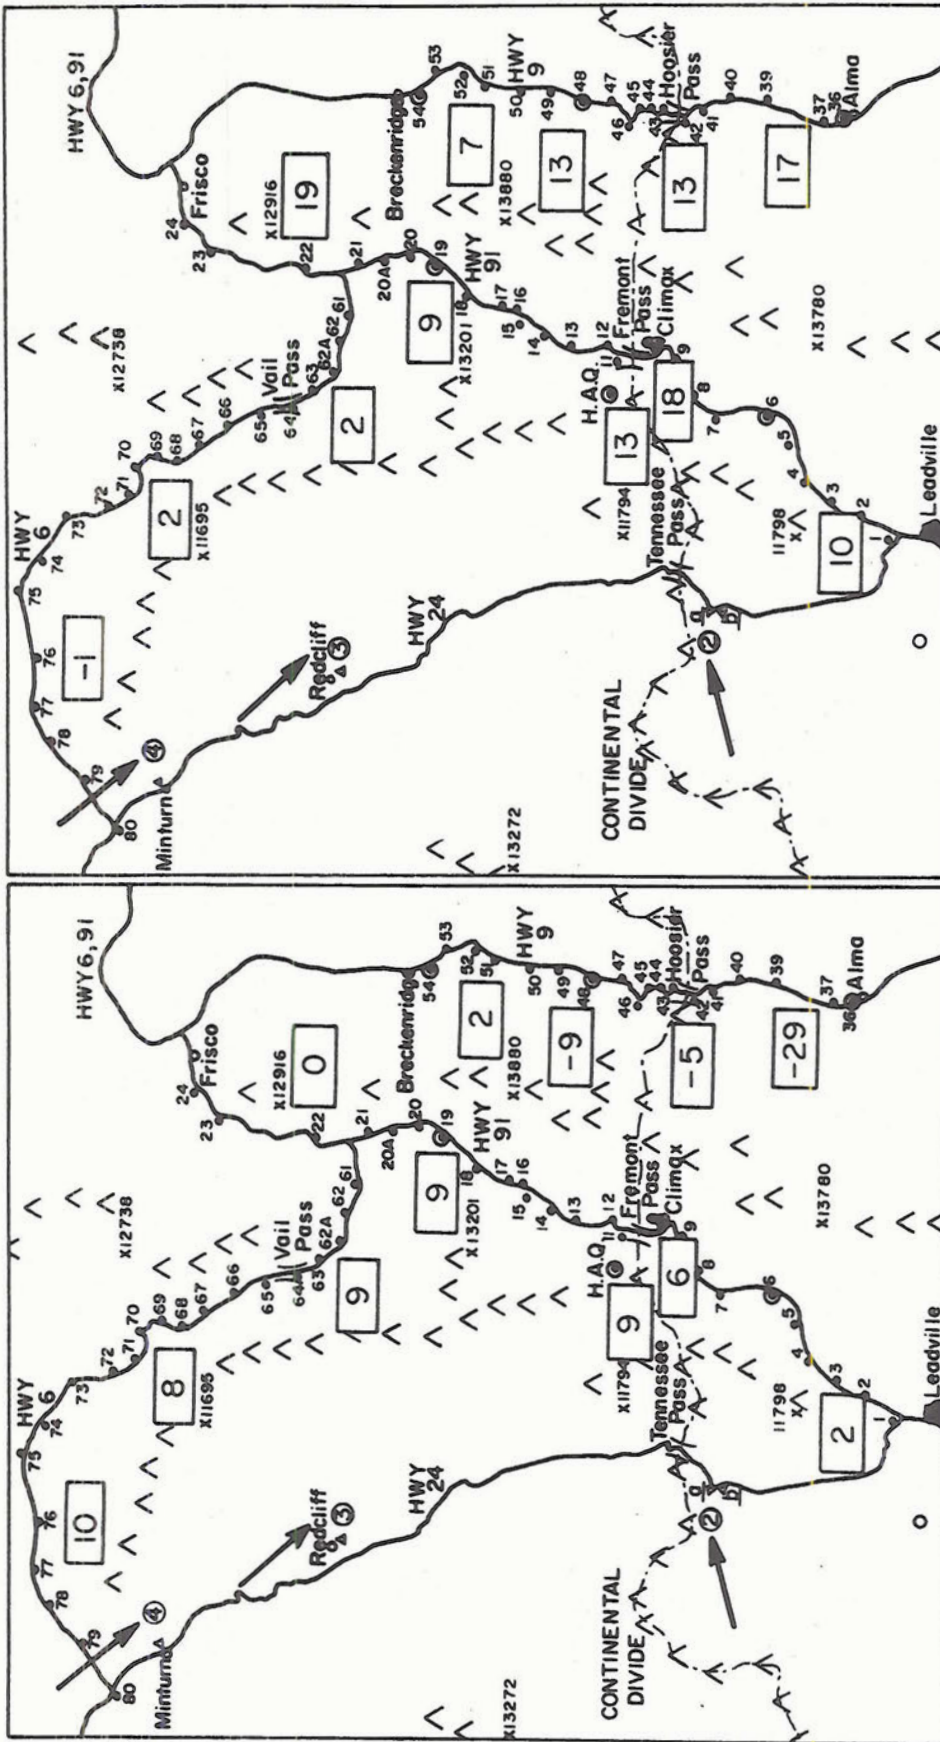 HWY 6
75
74
76
77
78
79
80
10
73
72
71
70
69
68
67
66
65
64
63
62A
62
61
X12738
HWY 6,91
④
Minturn
8
X11695
Vail Pass
24
Frisco
23
22
X12916
0
Redcliff
③
9
21
20A
20
19
HWY 91
18
17
16
15
14
13
12
11
9
X13201
Breckenridge
54
53
52
51
50
49
48
47
46
45
44
43
42
41
40
39
37
36
HWY 9
2
X13880
-9
HWY 24
X13272
H.A.Q.
Fremont Pass
Climax
9
X11794
6
Tennessee Pass
Hoosier Pass
-5
CONTINENTAL DIVIDE
②
a
b
9
8
7
6
5
4
3
2
1
11798
X
2
X13780
-29
Alma
Leadville
HWY 6
75
74
76
77
78
79
80
-1
73
72
71
70
69
68
67
66
65
64
63
62A
62
61
X12738
HWY 6,91
④
Minturn
2
X11695
Vail Pass
24
Frisco
23
22
X12916
19
Redcliff
③
2
21
20A
20
19
HWY 91
18
17
16
15
14
13
12
11
9
X13201
Breckenridge
54
53
52
51
50
49
48
47
46
45
44
43
42
41
40
39
37
36
HWY 9
7
X13880
13
HWY 24
X13272
H.A.Q.
Fremont Pass
Climax
13
X11794
18
Tennessee Pass
Hoosier Pass
13
CONTINENTAL DIVIDE
②
a
b
9
8
7
6
5
4
3
2
1
11798
X
10
X13780
17
Alma
Leadville